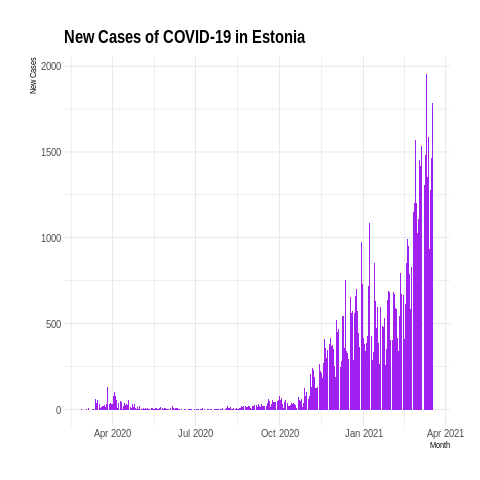 New Cases of COVID-19 in Estonia
New Cases
2000
1500
1000
500
0
Apr 2020 Jul 2020 Oct 2020 Jan 2021 Apr 2021
Month